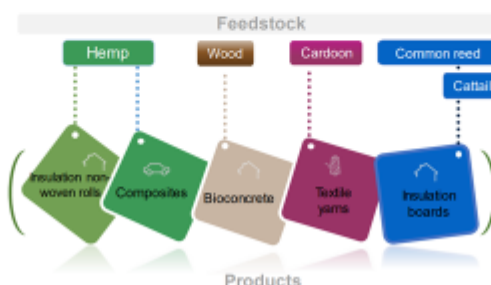 Feedstock
Hemp
Wood
Cardoon
Common reed
Cattail
Insulation non-
woven rolls
Composites
Bioconcrete
Textile
yarns
Insulation
boards
Products